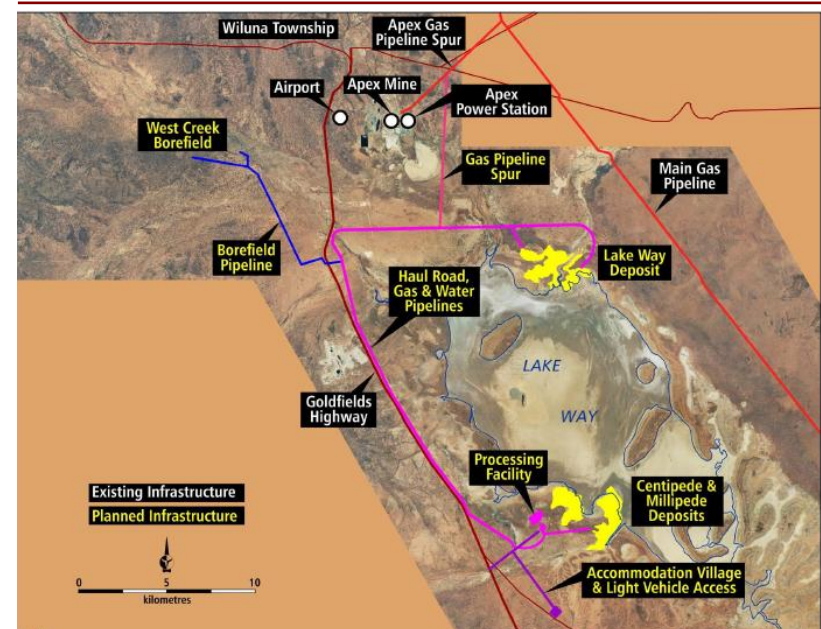 Wiluna Township
Apex Gas
Pipeline Spur
Airport
Apex Mine
Apex
Power Station
West Creek
Borefield
Gas Pipeline
Spur
Main Gas
Pipeline
Borefield
Pipeline
Haul Road,
Gas & Water
Pipelines
Lake Way
Deposit
LAKE
WAY
Goldfields
Highway
Processing
Facility
Centipede &
Millipede
Deposits
Existing Infrastructure
Planned Infrastructure
Accommodation Village
& Light Vehicle Access
0 5 10
kilometres